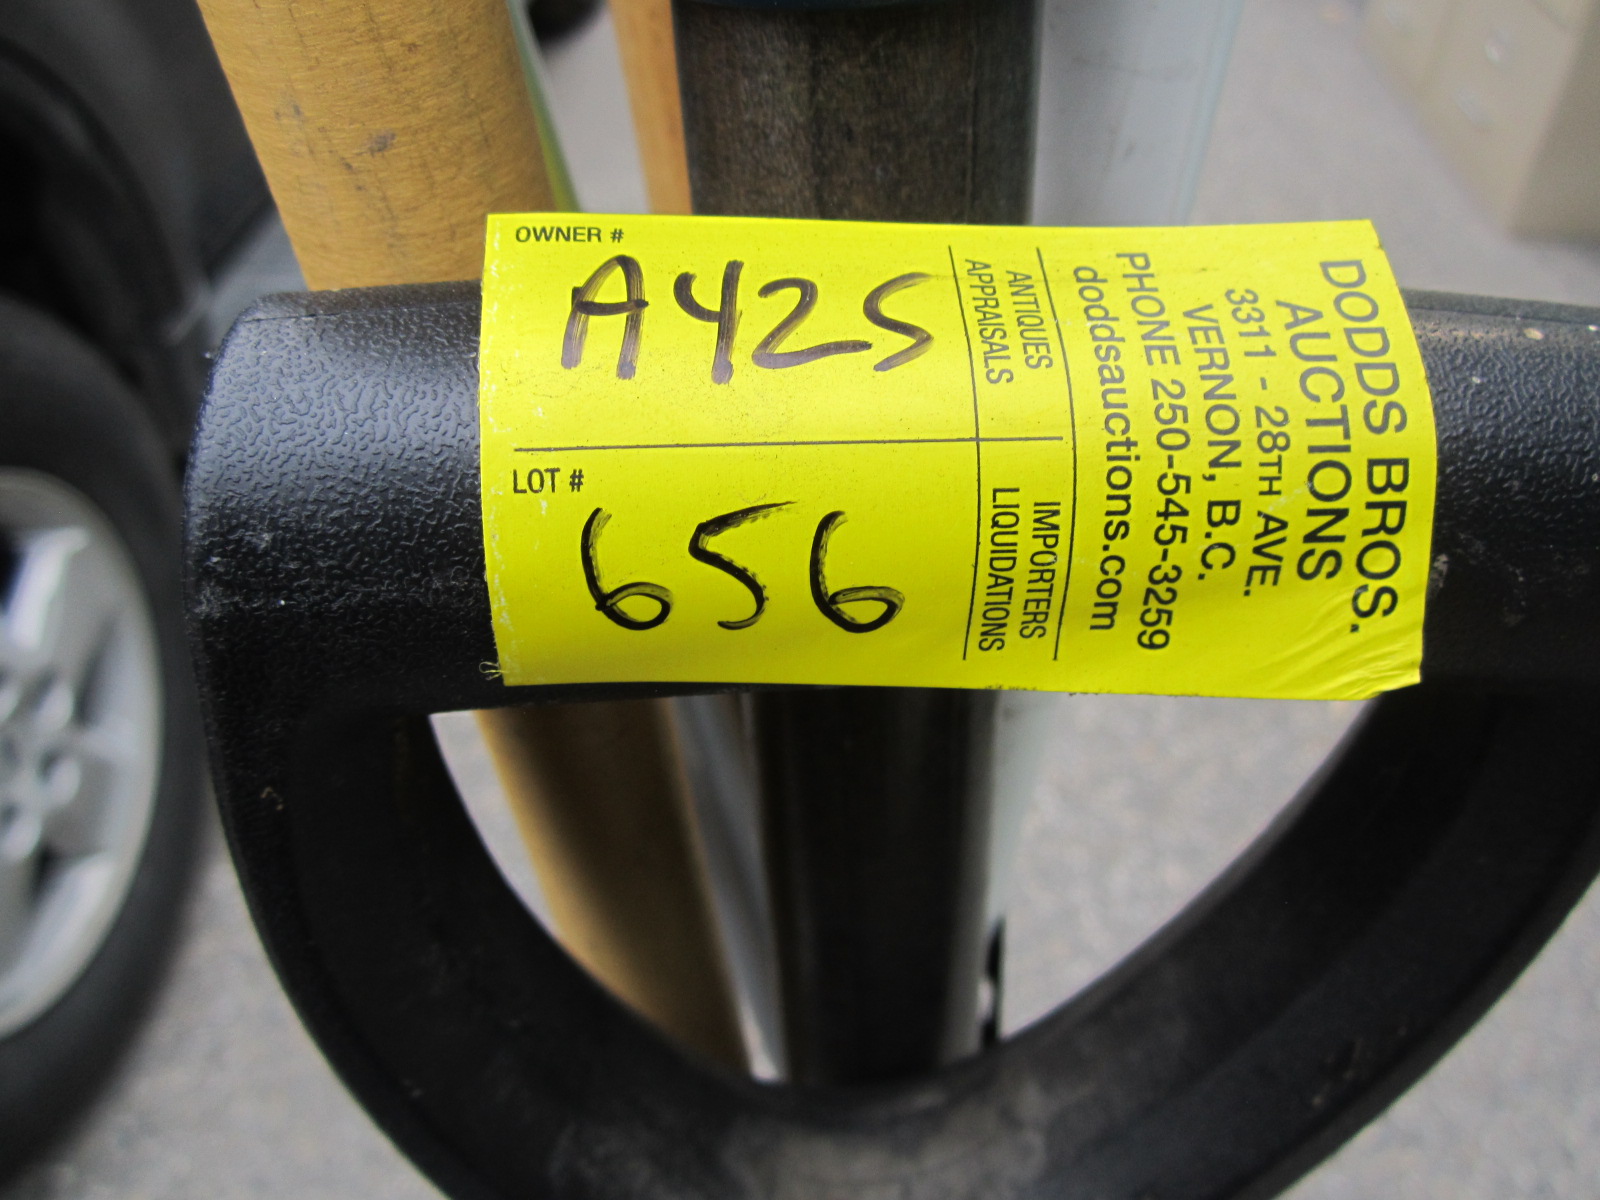 OWNER #
A425
LOT #
656
ANTIQUES
APPRAISALS
IMPORTERS
LIQUIDATIONS
DODDS BROS.
AUCTIONS
3311 - 28TH AVE.
VERNON, B.C.
PHONE 250-545-3259
doddsauctions.com